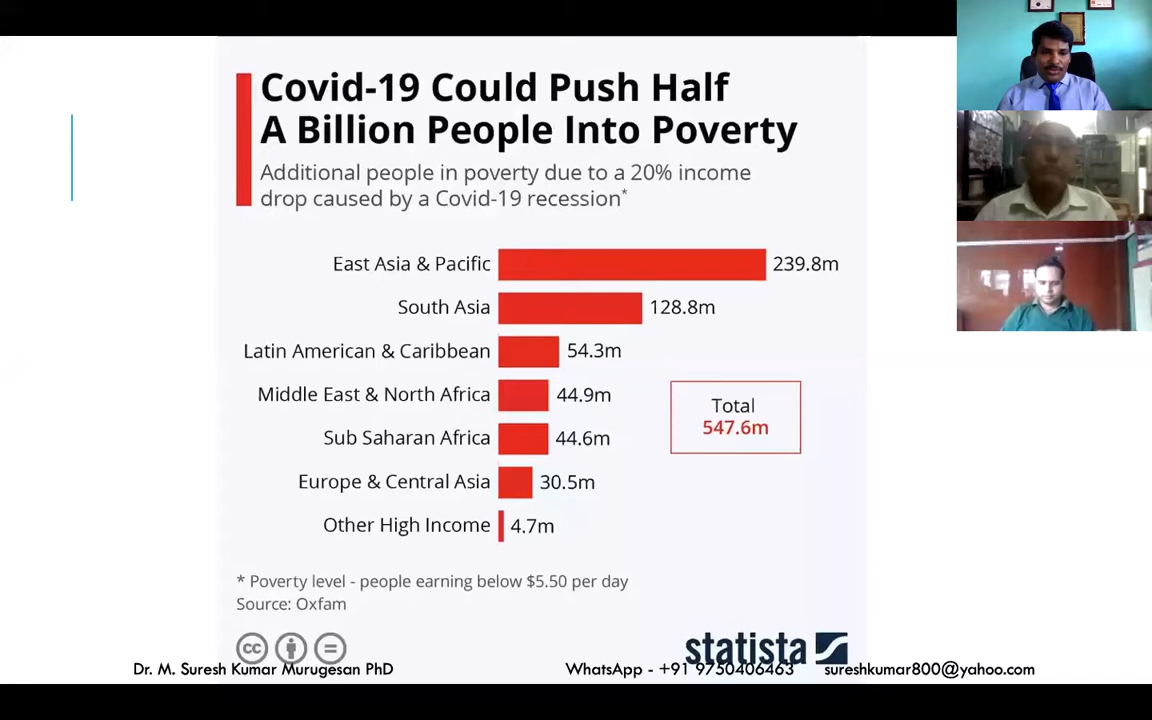 Covid-19 Could Push Half
A Billion People Into Poverty
Additional people in poverty due to a 20% income
drop caused by a Covid-19 recession*
East Asia & Pacific 239.8m
South Asia 128.8m
Latin American & Caribbean 54.3m
Middle East & North Africa 44.9m
Sub Saharan Africa 44.6m
Europe & Central Asia 30.5m
Other High Income 4.7m
Total
547.6m
* Poverty level - people earning below $5.50 per day
Source: Oxfam
cc
statista
Dr. M. Suresh Kumar Murugesan PhD WhatsApp - +91 9750406463 sureshkumar800@yahoo.com